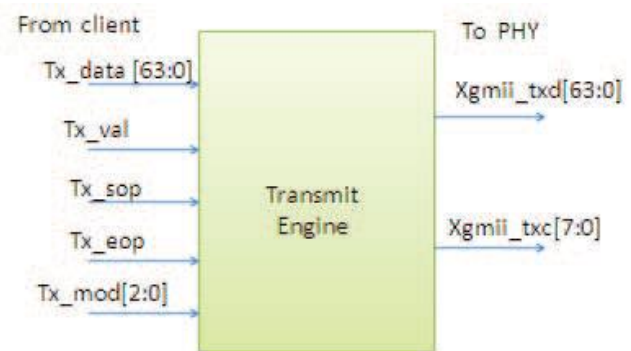 From client
To PHY
Tx_data [63:0]
Xgmii_txd[63:0]
Tx_val
Tx_sop
Transmit
Engine
Tx_eop
Xgmii_txc[7:0]
Tx_mod[2:0]